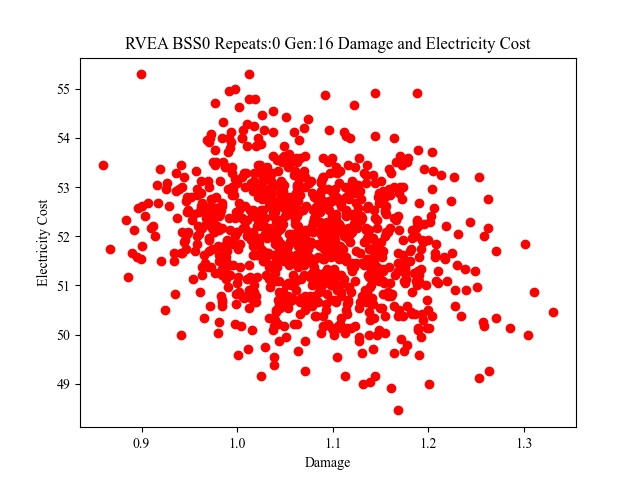 RVEA BSS0 Repeats:0 Gen:16 Damage and Electricity Cost
55
54
53
52
51
50
49
Electricity Cost
0.9 1.0 1.1 1.2 1.3
Damage